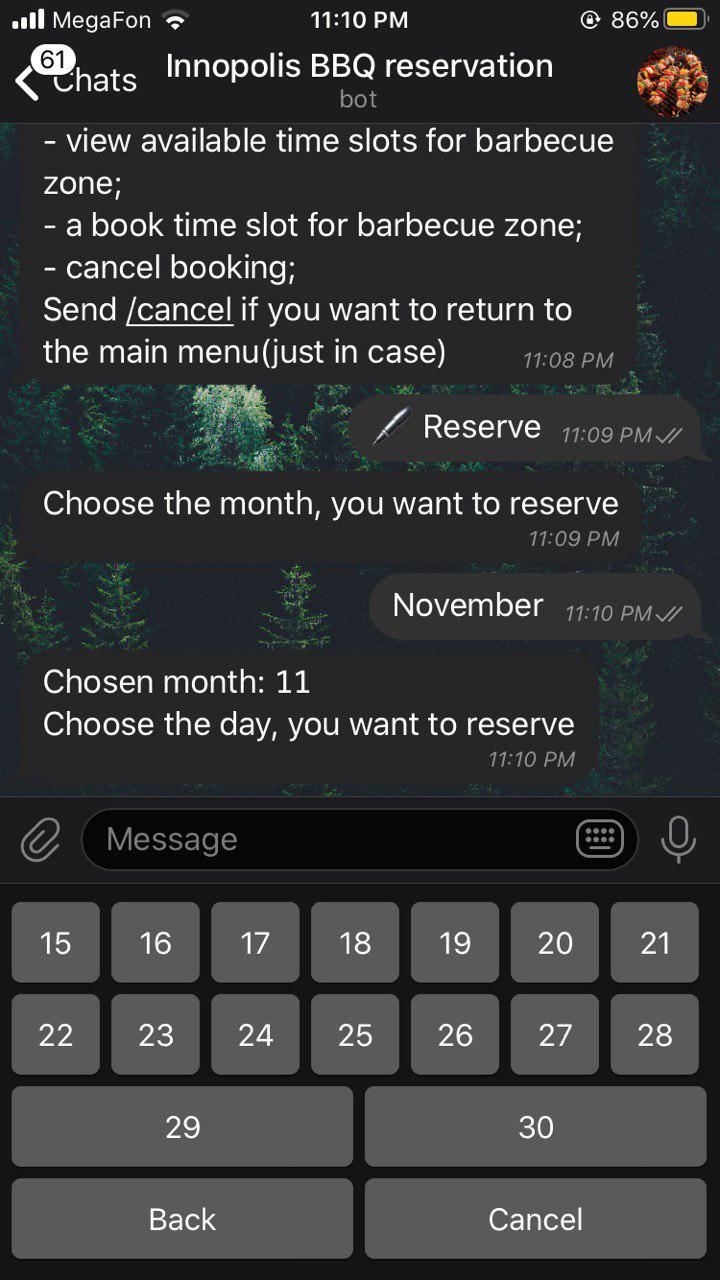 MegaFon 11:10 PM 86%
61
Chats Innopolis BBQ reservation
bot
- view available time slots for barbecue
zone;
- a book time slot for barbecue zone;
- cancel booking;
Send /cancel if you want to return to
the main menu(just in case) 11:08 PM
Reserve 11:09 PM
Choose the month, you want to reserve
11:09 PM
November 11:10 PM
Chosen month: 11
Choose the day, you want to reserve
11:10 PM
Message
15 16 17 18 19 20 21
22 23 24 25 26 27 28
29 30
Back Cancel